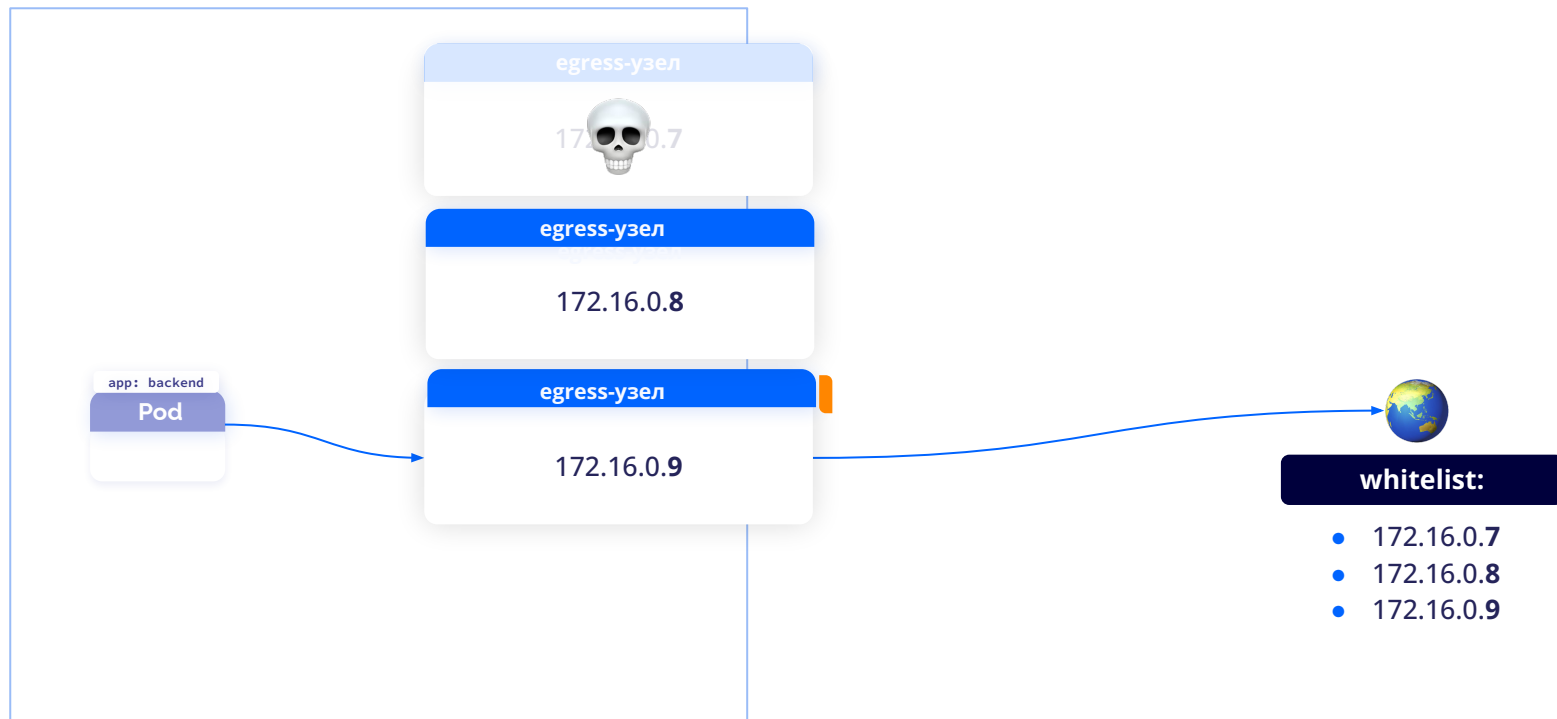 egress-узел
egress-узел
172.16.0.8
app: backend
Pod
egress-узел
172.16.0.9
whitelist:
172.16.0.7
172.16.0.8
172.16.0.9